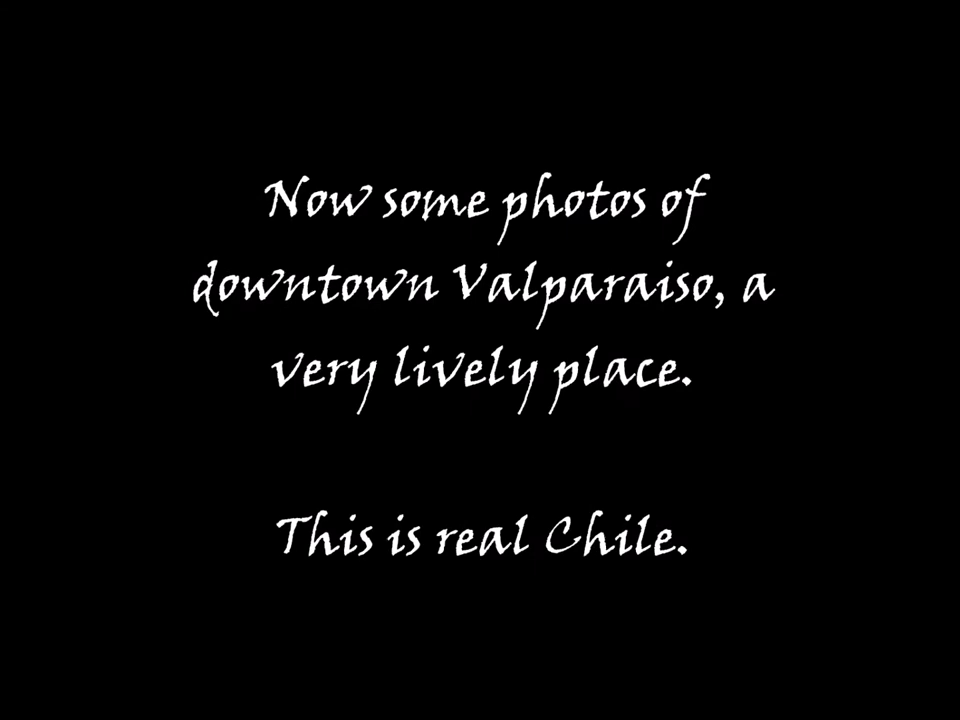 Now some photos of
downtown Valparaiso, a
very lively place.
This is real Chile.